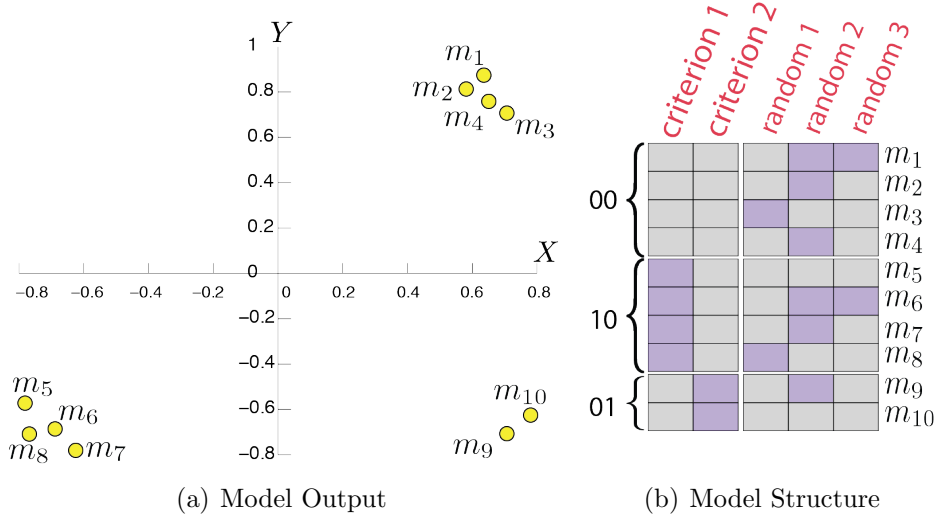 Y
1
0.8
0.6
0.4
0.2
0
−0.2
−0.4
−0.6
−0.8
X
−0.8 −0.6 −0.4 −0.2 0 0.2 0.4 0.6 0.8
m1
m2
m4
m3
m5
m6
m8
m7
m10
m9
(a) Model Output
criterion 1
criterion 2
random 1
random 2
random 3
00
10
01
m1
m2
m3
m4
m5
m6
m7
m8
m9
m10
(b) Model Structure